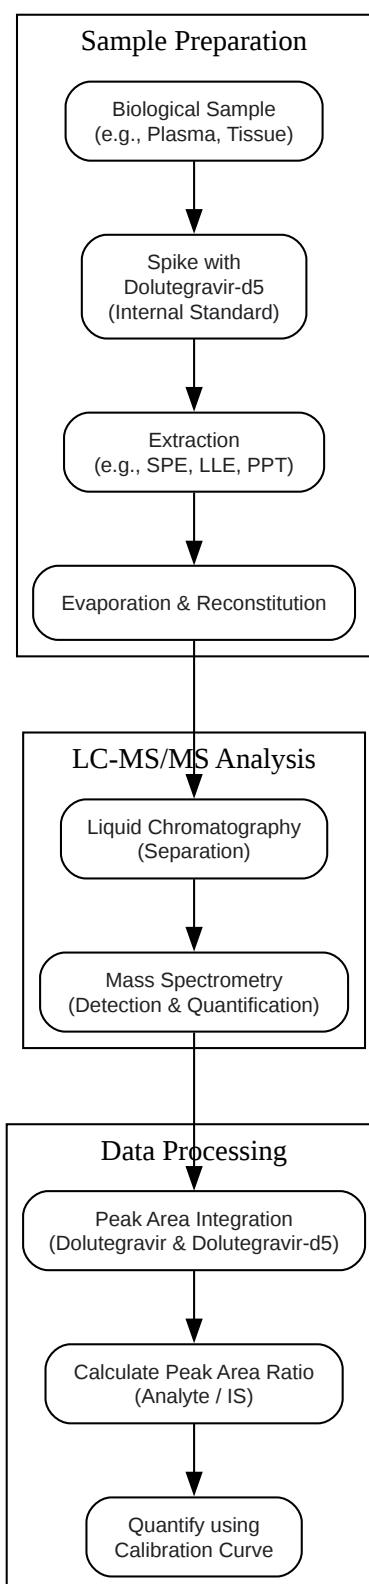 Sample Preparation
Biological Sample
(e.g., Plasma, Tissue)
Spike with
Dolutegravir-d5
(Internal Standard)
Extraction
(e.g., SPE, LLE, PPT)
Evaporation & Reconstitution
LC-MS/MS Analysis
Liquid Chromatography
(Separation)
Mass Spectrometry
(Detection & Quantification)
Data Processing
Peak Area Integration
(Dolutegravir & Dolutegravir-d5)
Calculate Peak Area Ratio
(Analyte / IS)
Quantify using
Calibration Curve